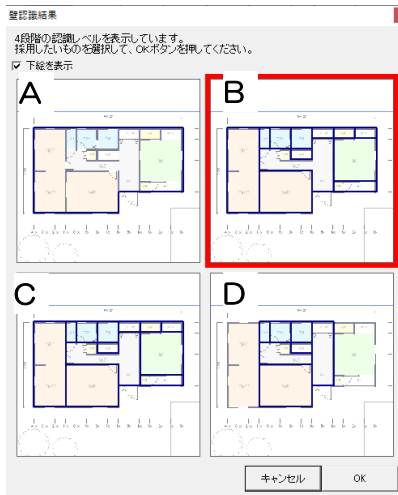 壁認識結果
4段階の認識レベルを表示しています。
採用したいものを選択して、OKボタンを押してください。
下絵を表示
A
B
C
D
キャンセル
OK